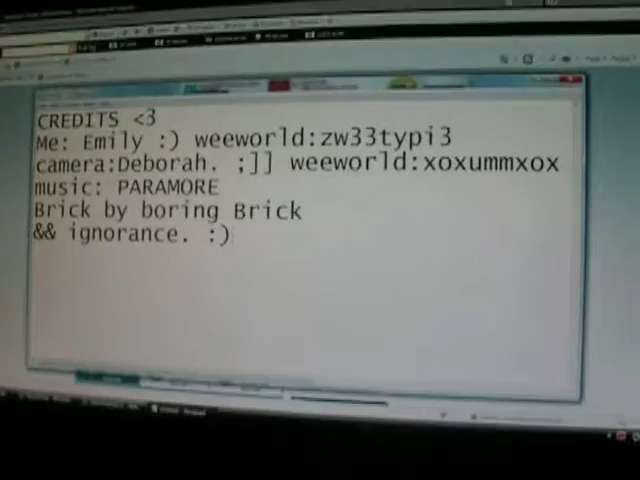 CREDITS <3
Me: Emily :) weeworld:zw33typi3
camera:Deborah. ;]] weeworld:xoxummxox
music: PARAMORE
Brick by boring Brick
&& ignorance. :)